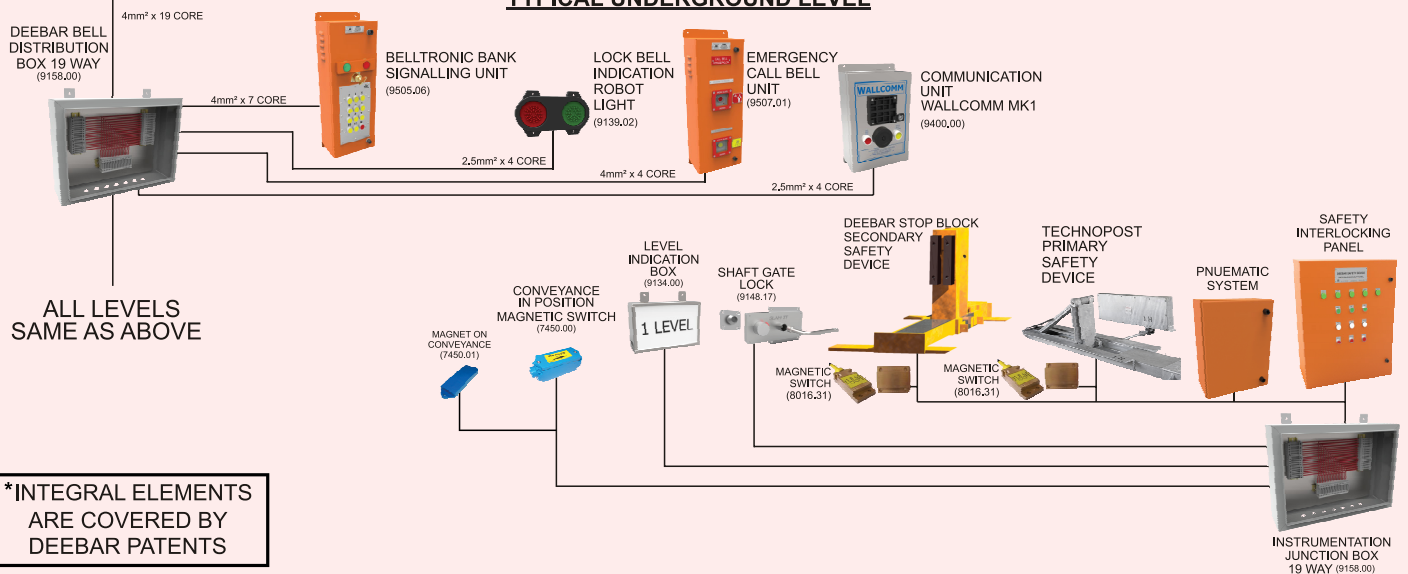 TYPICAL UNDERGROUND LEVEL
4mm² x 19 CORE
DEEBAR BELL
DISTRIBUTION
BOX 19 WAY
(9158.00)
4mm² x 7 CORE
BELLTRONIC BANK
SIGNALLING UNIT
(9505.06)
LOCK BELL
INDICATION
ROBOT
LIGHT
(9139.02)
EMERGENCY
CALL BELL
UNIT
(9507.01)
WALLCOMM
COMMUNICATION
UNIT
WALLCOMM MK1
(9400.00)
2.5mm² x 4 CORE
4mm² x 4 CORE
2.5mm² x 4 CORE
ALL LEVELS
SAME AS ABOVE
MAGNET ON
CONVEYANCE
(7450.01)
CONVEYANCE
IN POSITION
MAGNETIC SWITCH
(7450.00)
LEVEL
INDICATION
BOX
(9134.00)
1 LEVEL
SHAFT GATE
LOCK
(9148.17)
DEEBAR STOP BLOCK
SECONDARY
SAFETY
DEVICE
MAGNETIC
SWITCH
(8016.31)
TECHNOPOST
PRIMARY
SAFETY
DEVICE
MAGNETIC
SWITCH
(8016.31)
PNUEMATIC
SYSTEM
SAFETY
INTERLOCKING
PANEL
INSTRUMENTATION
JUNCTION BOX
19 WAY (9158.00)
*INTEGRAL ELEMENTS
ARE COVERED BY
DEEBAR PATENTS